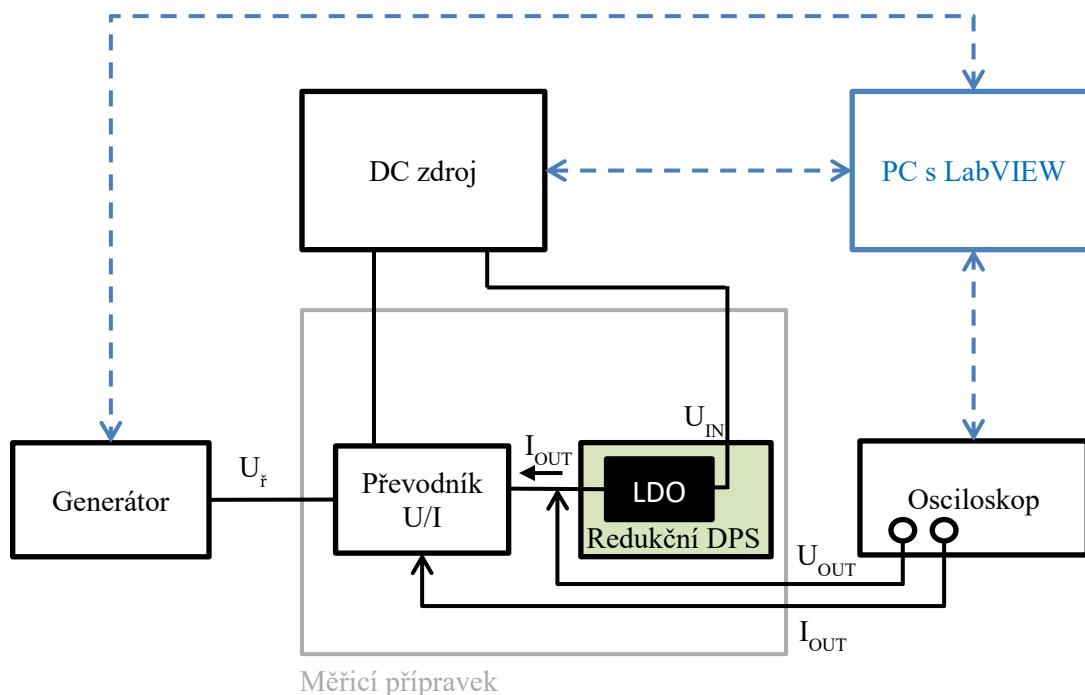 DC zdroj
PC s LabVIEW
U_IN
I_OUT
U_ř
Generátor
Převodník
U/I
LDO
Redukční DPS
Osciloskop
U_OUT
I_OUT
Měřicí přípravek